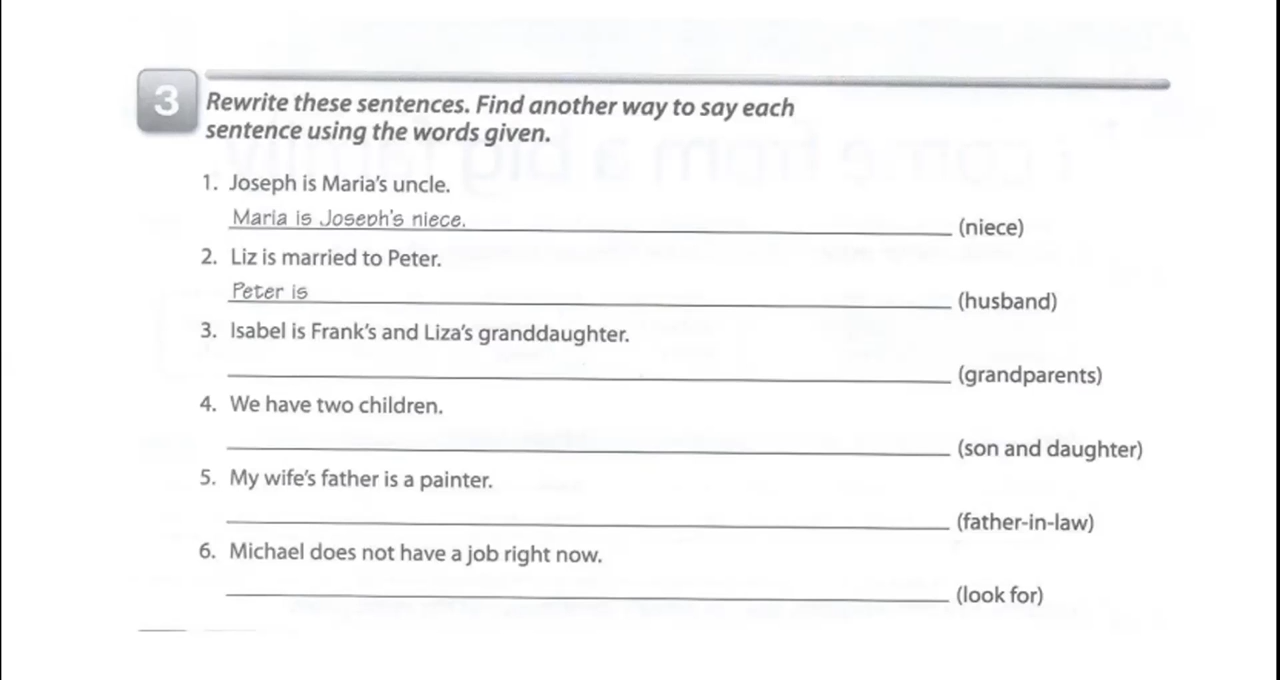 3
Rewrite these sentences. Find another way to say each
sentence using the words given.
1. Joseph is Maria's uncle.
Maria is Joseph's niece. (niece)
2. Liz is married to Peter.
Peter is (husband)
3. Isabel is Frank's and Liza's granddaughter.
(grandparents)
4. We have two children.
(son and daughter)
5. My wife's father is a painter.
(father-in-law)
6. Michael does not have a job right now.
(look for)